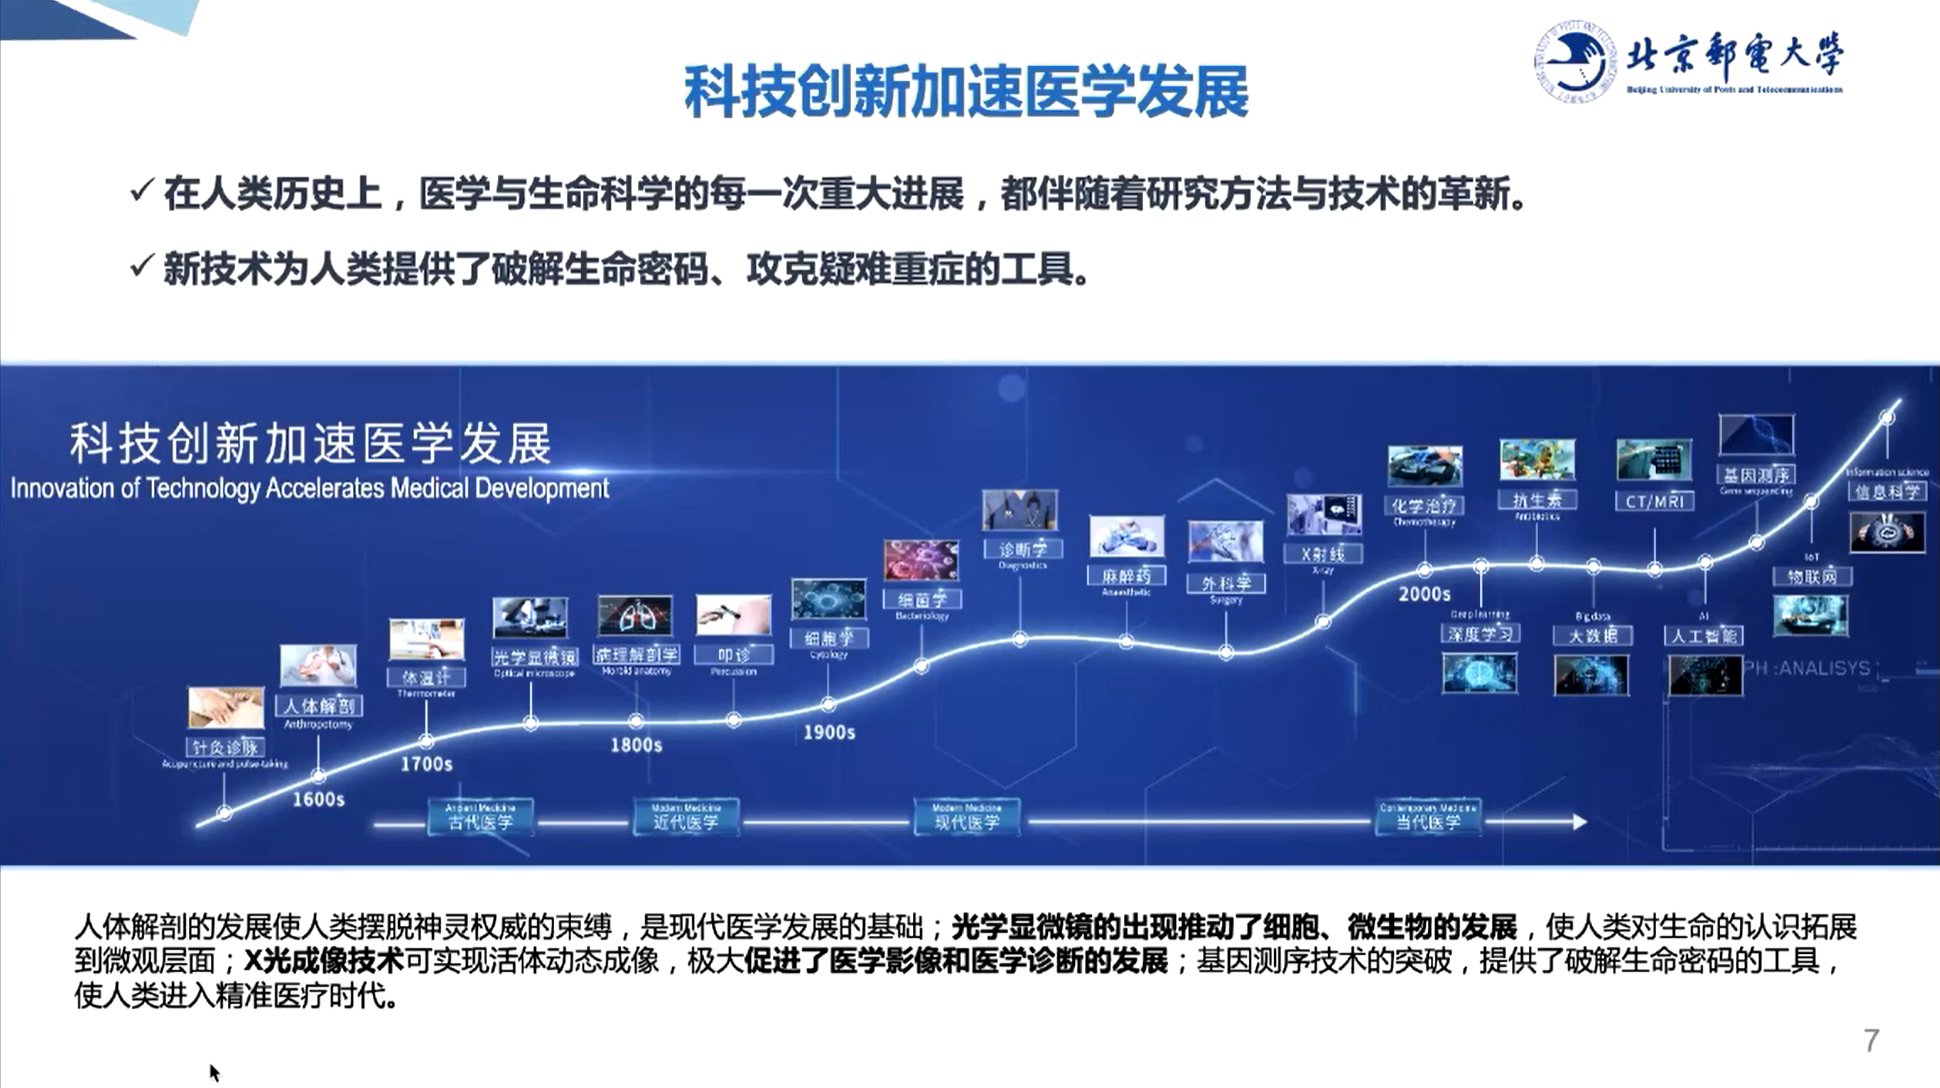 北京郵電大學
Beijing University of Posts and Telecommunications
科技创新加速医学发展
✓ 在人类历史上，医学与生命科学的每一次重大进展，都伴随着研究方法与技术的革新。
✓ 新技术为人类提供了破解生命密码、攻克疑难重症的工具。
科技创新加速医学发展
Innovation of Technology Accelerates Medical Development
针灸诊脉
Acupuncture and pulse-taking
人体解剖
Anthropotomy
1600s
体温计
Thermometer
1700s
光学显微镜
Optical microscope
病理解剖学
Morbid anatomy
1800s
叩诊
Percussion
细胞学
Cytology
1900s
细菌学
Bacteriology
诊断学
Diagnostics
麻醉药
Anaesthetic
外科学
Surgery
X射线
X-ray
化学治疗
Chemotherapy
2000s
Deep learning
深度学习
抗生素
Antibiotics
Big data
大数据
CT/MRI
AI
人工智能
基因测序
Gene sequencing
IoT
物联网
Information science
信息科学
PH :ANALISYS :
Ancient Medicine
古代医学
Modern Medicine
近代医学
Modern Medicine
现代医学
Contemporary Medicine
当代医学
人体解剖的发展使人类摆脱神灵权威的束缚，是现代医学发展的基础；光学显微镜的出现推动了细胞、微生物的发展，使人类对生命的认识拓展
到微观层面；X光成像技术可实现活体动态成像，极大促进了医学影像和医学诊断的发展；基因测序技术的突破，提供了破解生命密码的工具，
使人类进入精准医疗时代。
7